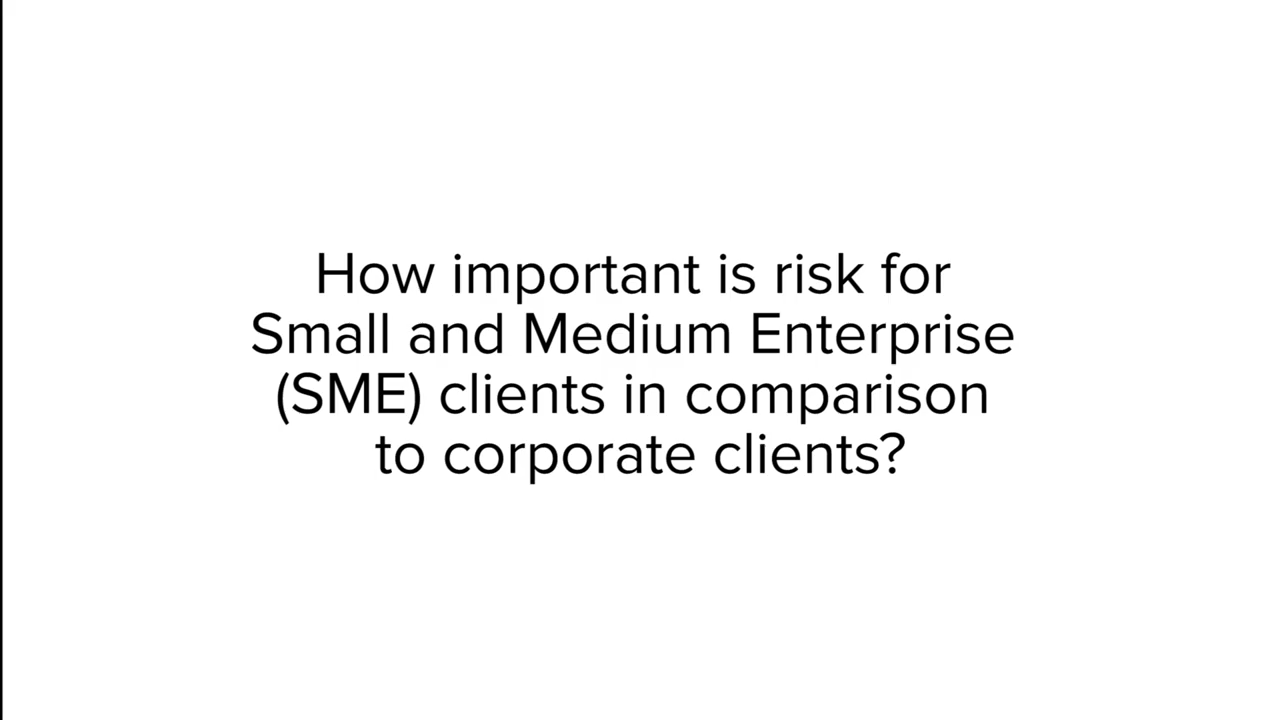 How important is risk for
Small and Medium Enterprise
(SME) clients in comparison
to corporate clients?